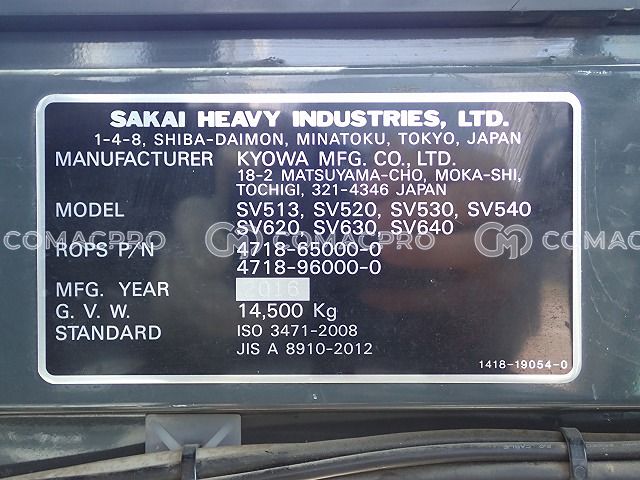 SAKAI HEAVY INDUSTRIES, LTD.
1-4-8, SHIBA-DAIMON, MINATOKU, TOKYO, JAPAN
MANUFACTURER KYOWA MFG. CO., LTD.
18-2 MATSUYAMA-CHO, MOKA-SHI,
TOCHIGI, 321-4346 JAPAN
MODEL SV513, SV520, SV530, SV540
SV620, SV630, SV640
COMACPRO COMACPRO COMACPRO
ROPS P/N 4718-65000-0
4718-96000-0
MFG. YEAR 2016
G. V. W. 14,500 Kg
STANDARD ISO 3471-2008
JIS A 8910-2012
1418-19054-0